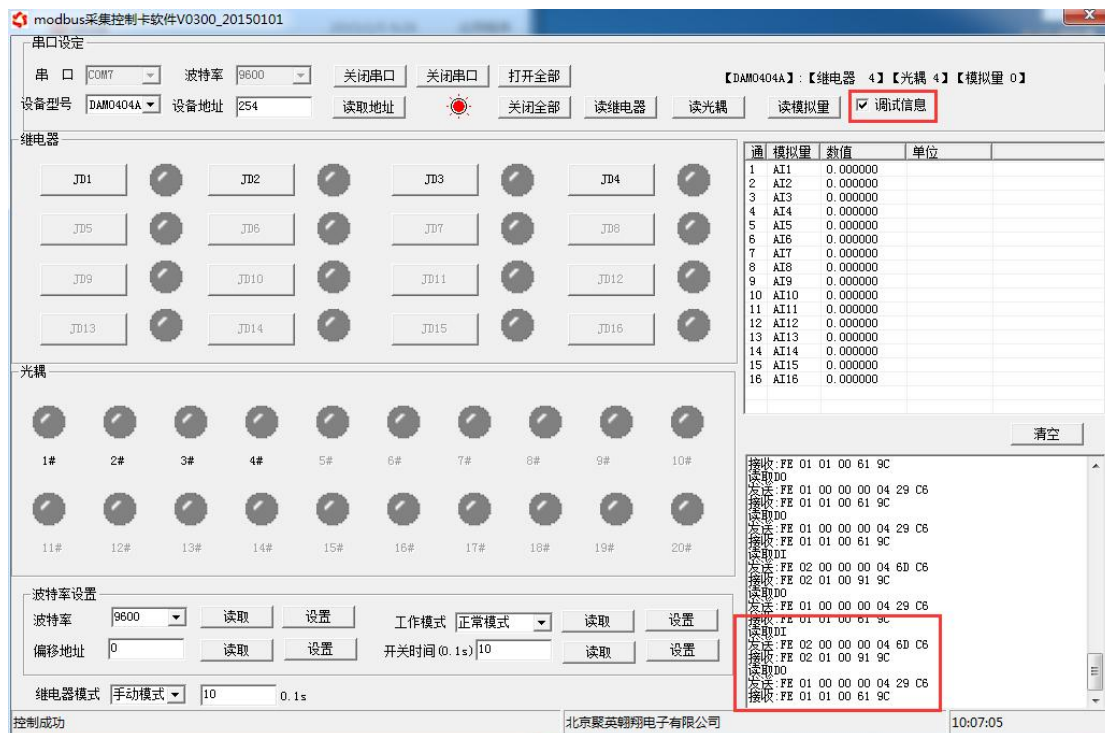 modbus采集控制卡软件V0300_20150101
串口设定
串 口 COM7 波特率 9600 关闭串口 关闭串口 打开全部 【DAM0404A】:【继电器 4】【光耦 4】【模拟量 0】
设备型号 DAM0404A 设备地址 254 读取地址 关闭全部 读继电器 读光耦 读模拟量 调试信息
继电器
JD1 JD2 JD3 JD4
JD5 JD6 JD7 JD8
JD9 JD10 JD11 JD12
JD13 JD14 JD15 JD16
光耦
1# 2# 3# 4# 5# 6# 7# 8# 9# 10#
11# 12# 13# 14# 15# 16# 17# 18# 19# 20#
波特率设置
波特率 9600 读取 设置 工作模式 正常模式 读取 设置
偏移地址 0 读取 设置 开关时间(0.1s) 10 读取 设置
继电器模式 手动模式 10 0.1s
通 模拟量 数值 单位
1 AI1 0.000000
2 AI2 0.000000
3 AI3 0.000000
4 AI4 0.000000
5 AI5 0.000000
6 AI6 0.000000
7 AI7 0.000000
8 AI8 0.000000
9 AI9 0.000000
10 AI10 0.000000
11 AI11 0.000000
12 AI12 0.000000
13 AI13 0.000000
14 AI14 0.000000
15 AI15 0.000000
16 AI16 0.000000
清空
接收:FE 01 01 00 61 9C
读取DO
发送:FE 01 00 00 00 04 29 C6
接收:FE 01 01 00 61 9C
读取DO
发送:FE 01 00 00 00 04 29 C6
接收:FE 01 01 00 61 9C
读取DI
发送:FE 02 00 00 00 04 6D C6
接收:FE 02 01 00 91 9C
读取DO
发送:FE 01 00 00 00 04 29 C6
接收:FE 01 01 00 61 9C
读取DI
发送:FE 02 00 00 00 04 6D C6
接收:FE 02 01 00 91 9C
读取DO
发送:FE 01 00 00 00 04 29 C6
接收:FE 01 01 00 61 9C
控制成功 北京聚英翱翔电子有限公司 10:07:05